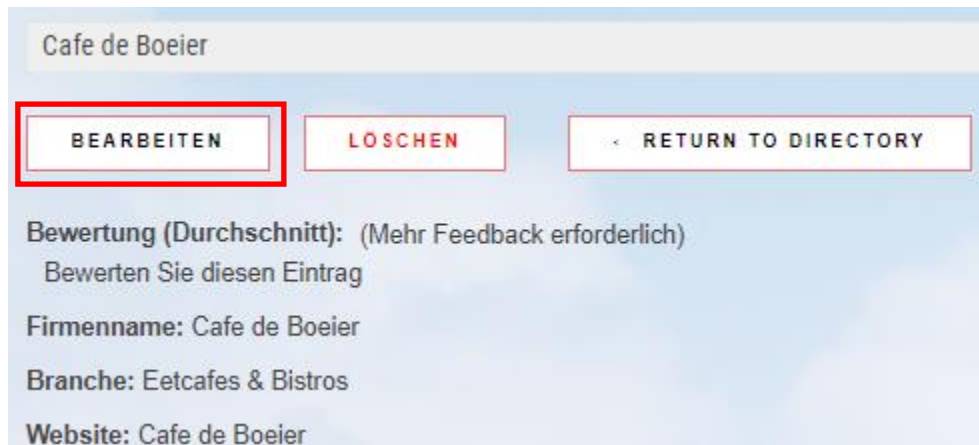 Cafe de Boeier
BEARBEITEN LÖSCHEN ‹ RETURN TO DIRECTORY
Bewertung (Durchschnitt): (Mehr Feedback erforderlich)
Bewerten Sie diesen Eintrag
Firmenname: Cafe de Boeier
Branche: Eetcafes & Bistros
Website: Cafe de Boeier